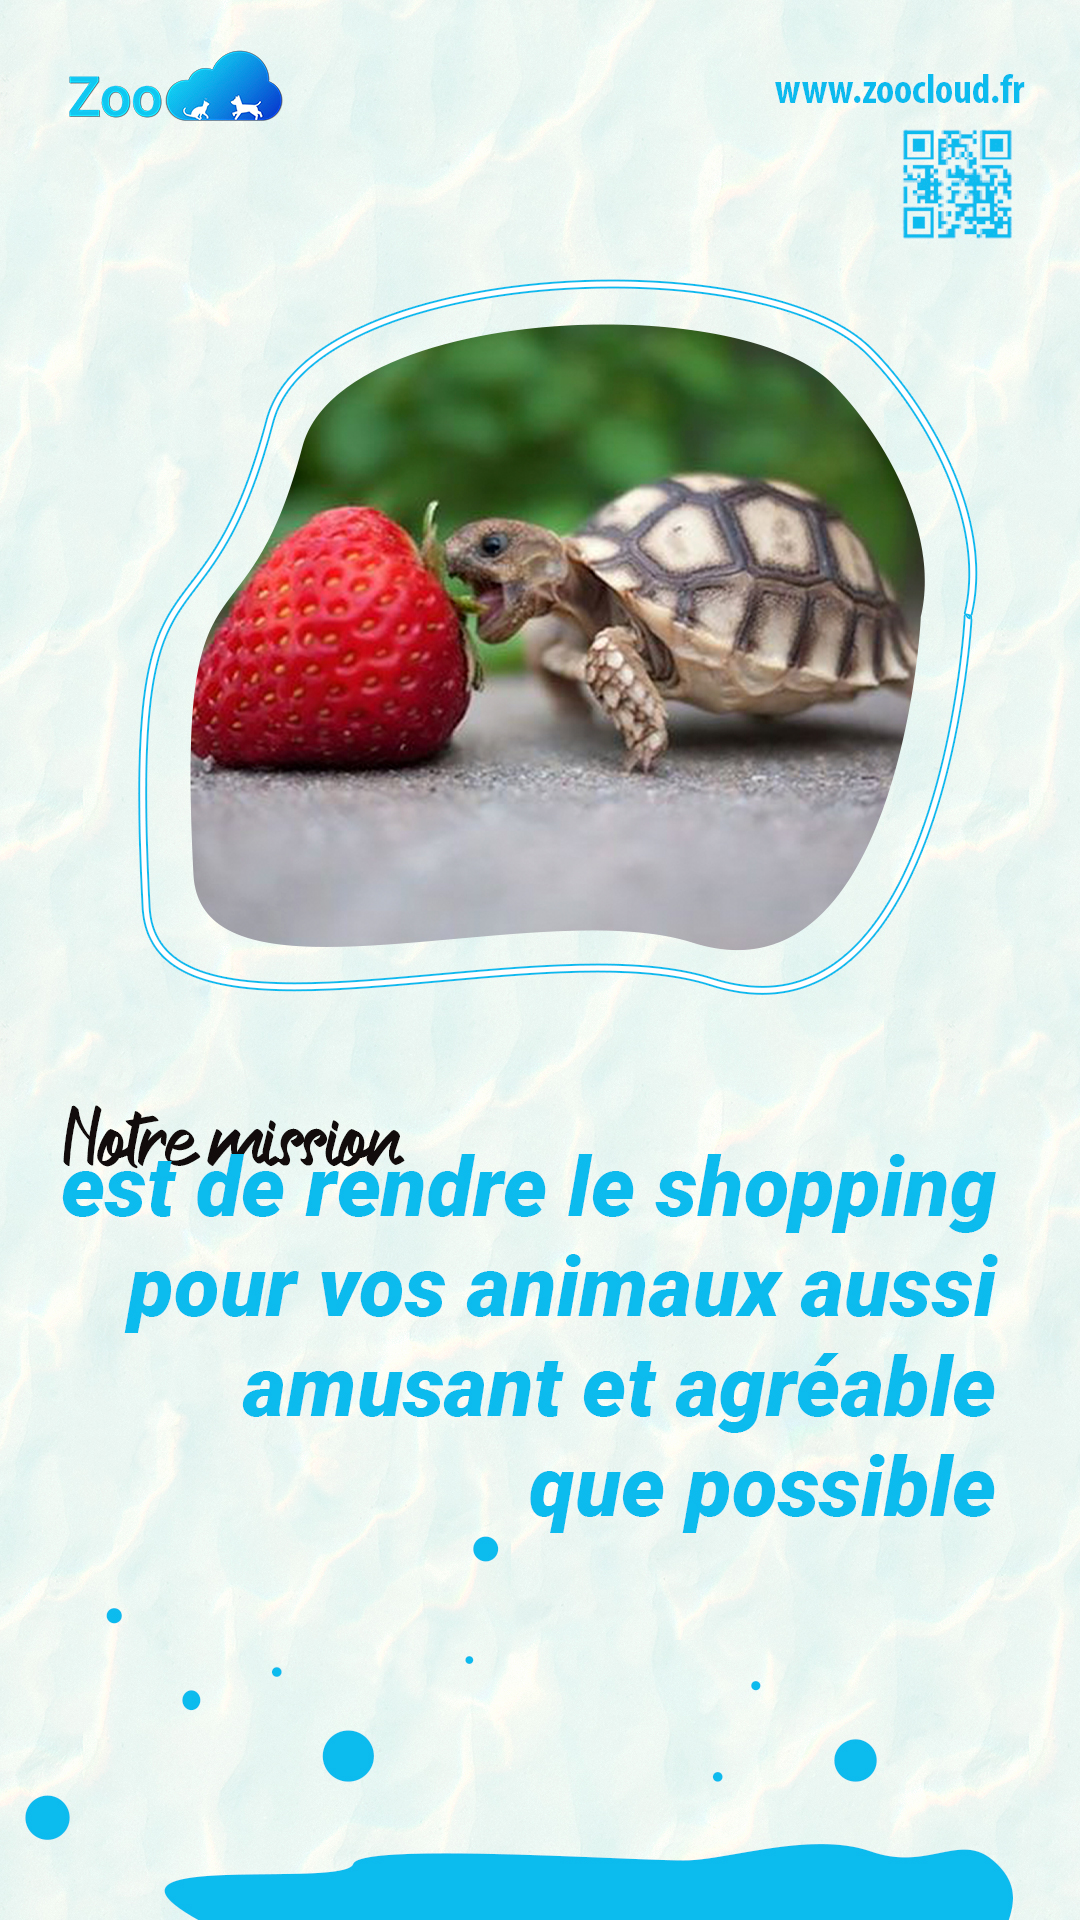 Zoo
www.zoocloud.fr
Notre mission
est de rendre le shopping
pour vos animaux aussi
amusant et agréable
que possible